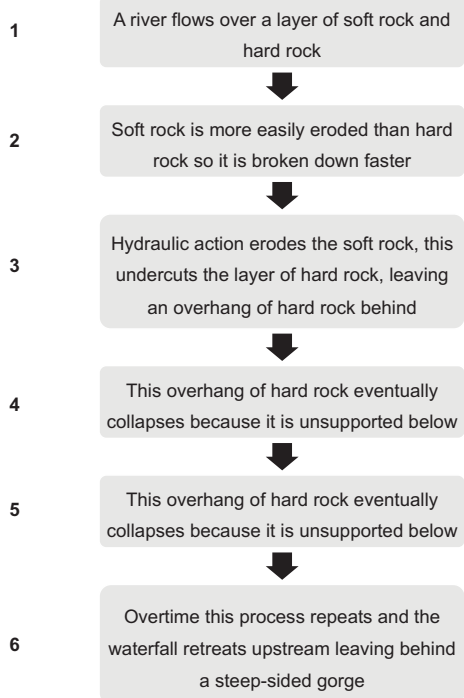 1
A river flows over a layer of soft rock and
hard rock
2
Soft rock is more easily eroded than hard
rock so it is broken down faster
3
Hydraulic action erodes the soft rock, this
undercuts the layer of hard rock, leaving
an overhang of hard rock behind
4
This overhang of hard rock eventually
collapses because it is unsupported below
5
This overhang of hard rock eventually
collapses because it is unsupported below
6
Overtime this process repeats and the
waterfall retreats upstream leaving behind
a steep-sided gorge